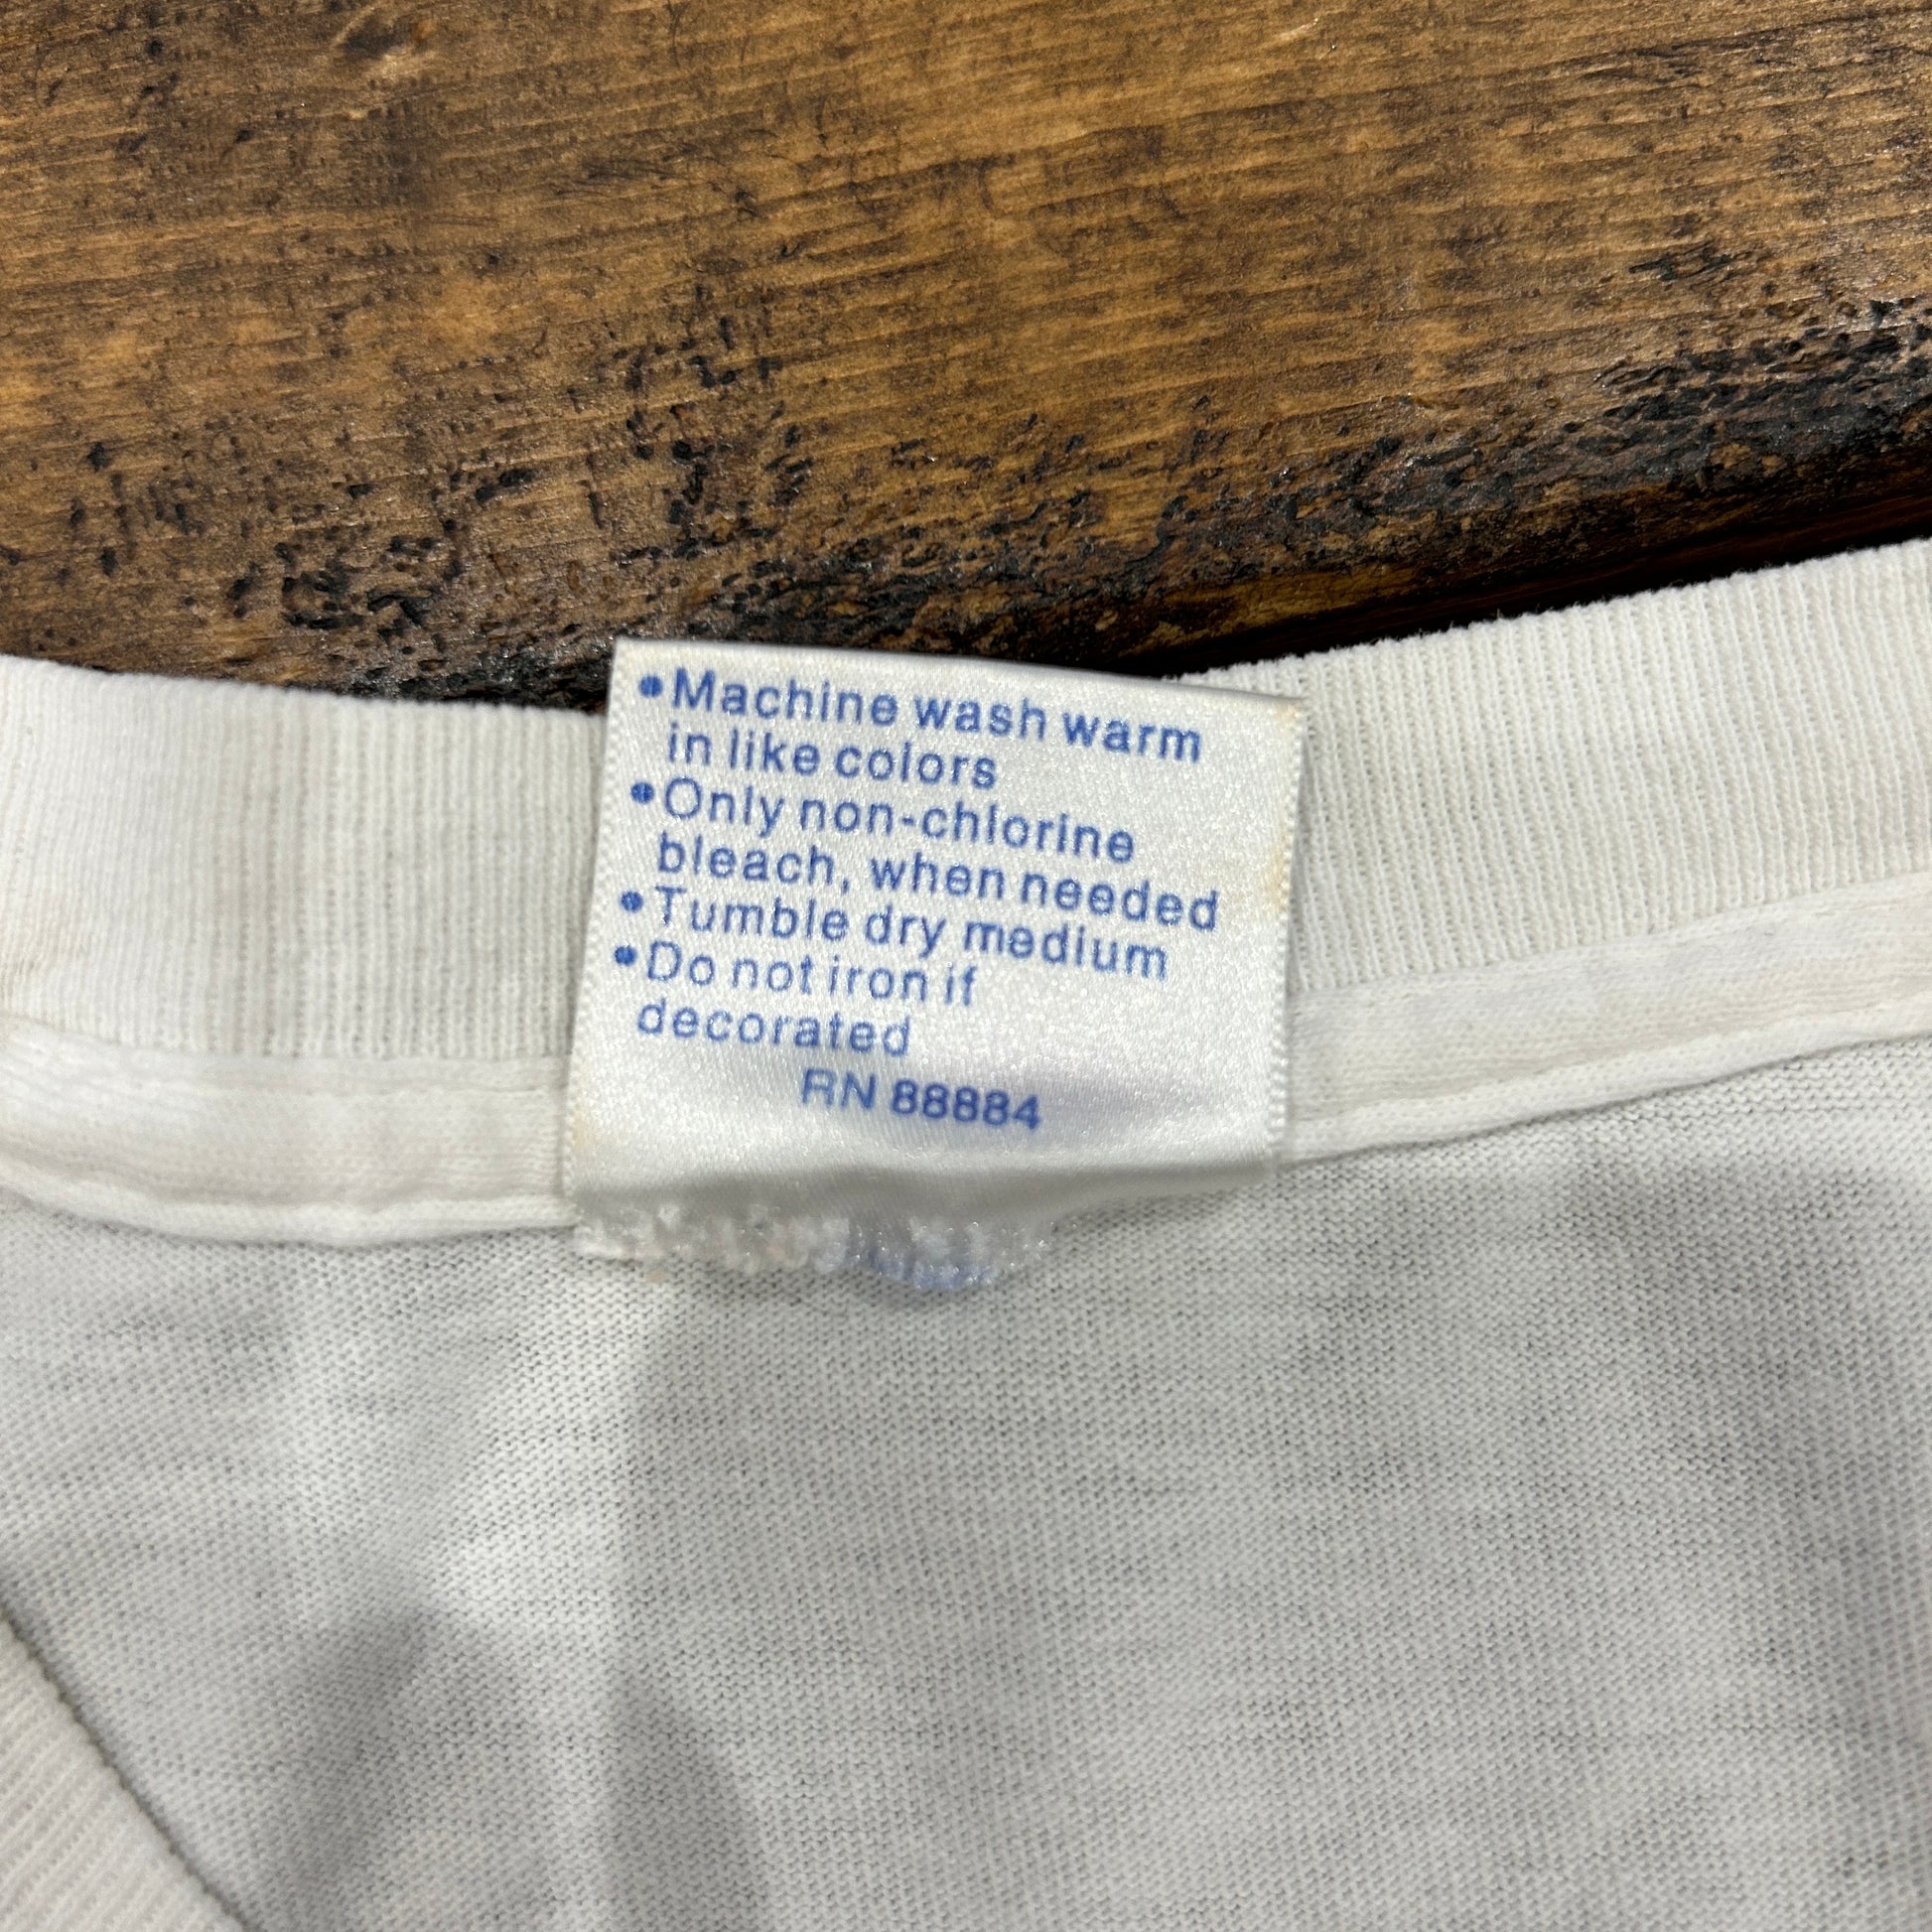 •Machine wash warm
in like colors
•Only non-chlorine
bleach, when needed
•Tumble dry medium
•Do not iron if
decorated
RN 88884